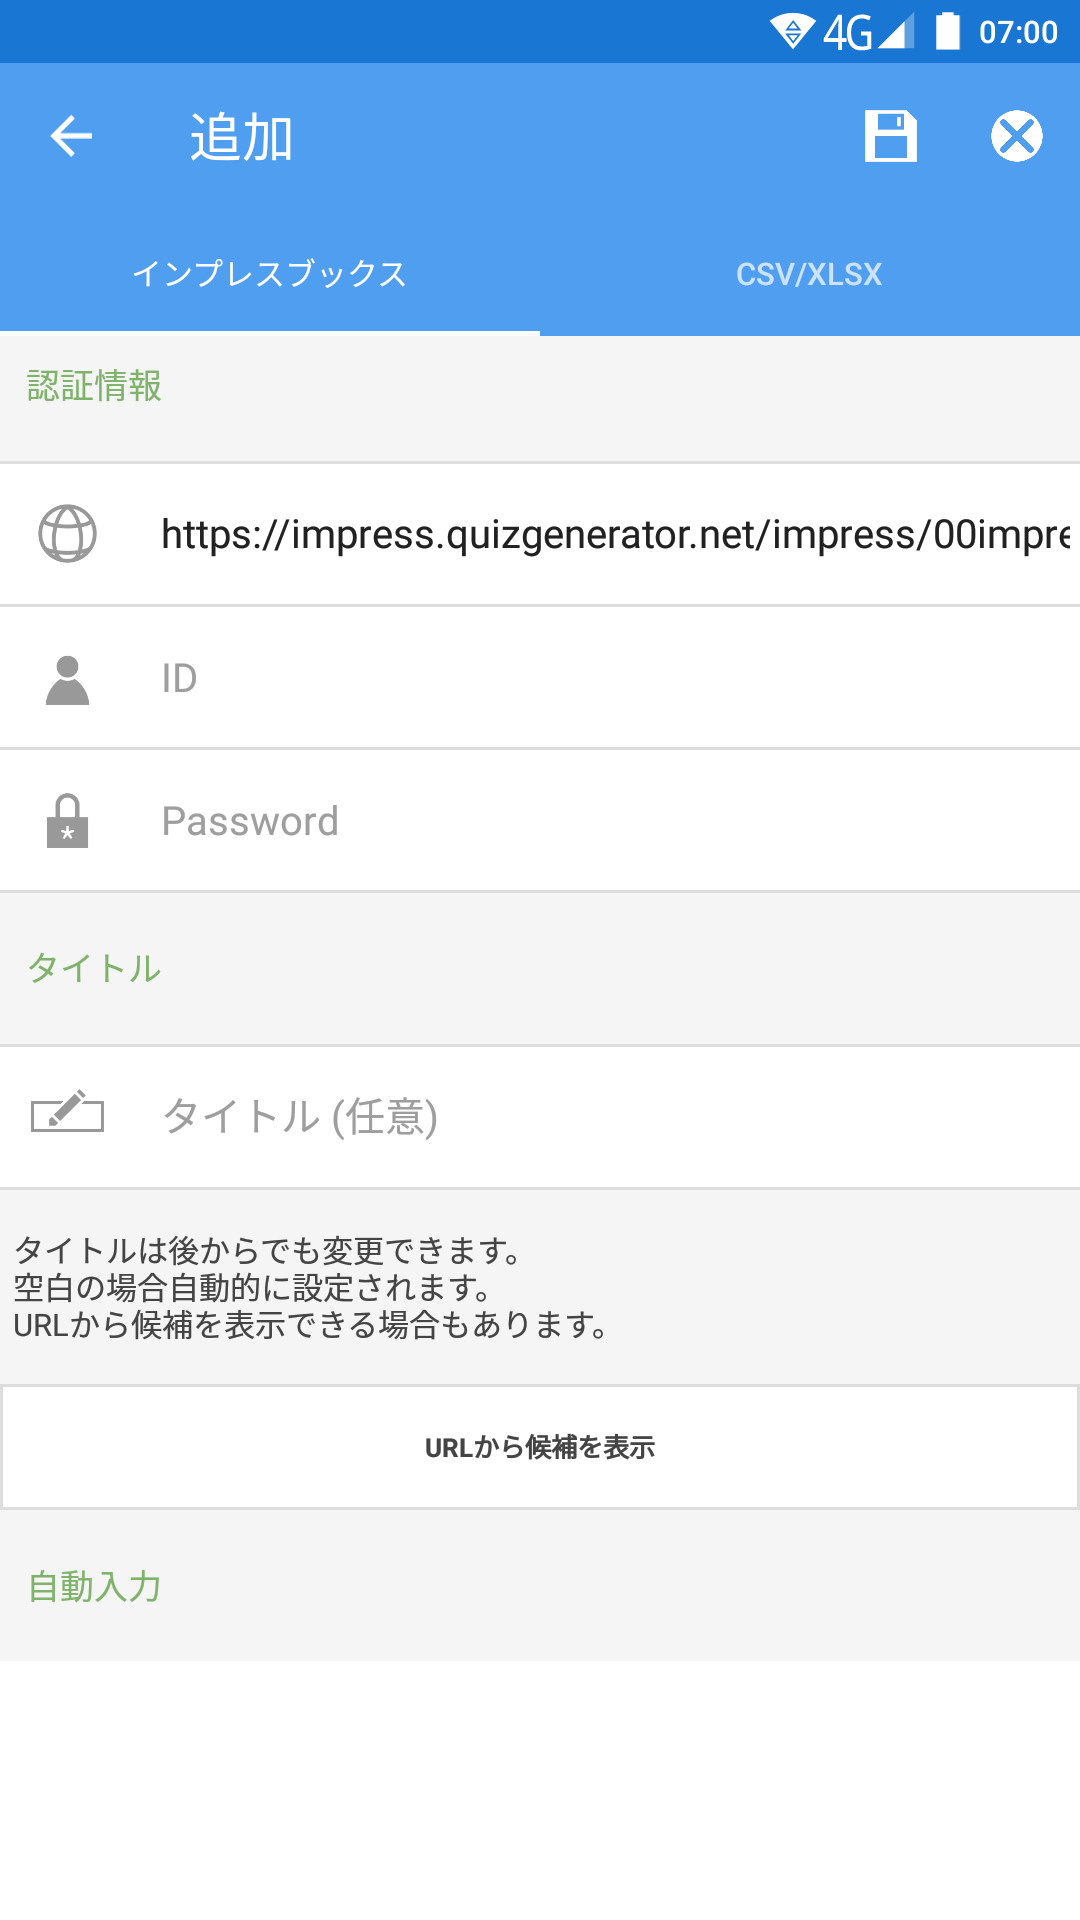 4G 07:00
追加
インプレスブックス CSV/XLSX
認証情報
https://impress.quizgenerator.net/impress/00impre
ID
Password
タイトル
タイトル (任意)
タイトルは後からでも変更できます。
空白の場合自動的に設定されます。
URLから候補を表示できる場合もあります。
URLから候補を表示
自動入力